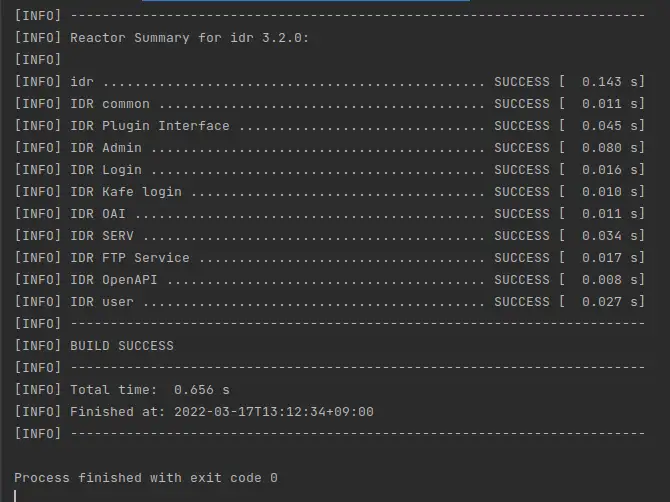 [INFO] ------------------------------------------------------------------------
[INFO] Reactor Summary for idr 3.2.0:
[INFO]
[INFO] idr ................................................ SUCCESS [  0.143 s]
[INFO] IDR common ......................................... SUCCESS [  0.011 s]
[INFO] IDR Plugin Interface ............................... SUCCESS [  0.045 s]
[INFO] IDR Admin .......................................... SUCCESS [  0.080 s]
[INFO] IDR Login .......................................... SUCCESS [  0.016 s]
[INFO] IDR Kafe login ..................................... SUCCESS [  0.010 s]
[INFO] IDR OAI ............................................ SUCCESS [  0.011 s]
[INFO] IDR SERV ........................................... SUCCESS [  0.034 s]
[INFO] IDR FTP Service .................................... SUCCESS [  0.017 s]
[INFO] IDR OpenAPI ........................................ SUCCESS [  0.008 s]
[INFO] IDR user ........................................... SUCCESS [  0.027 s]
[INFO] ------------------------------------------------------------------------
[INFO] BUILD SUCCESS
[INFO] ------------------------------------------------------------------------
[INFO] Total time:  0.656 s
[INFO] Finished at: 2022-03-17T13:12:34+09:00
[INFO] ------------------------------------------------------------------------
Process finished with exit code 0